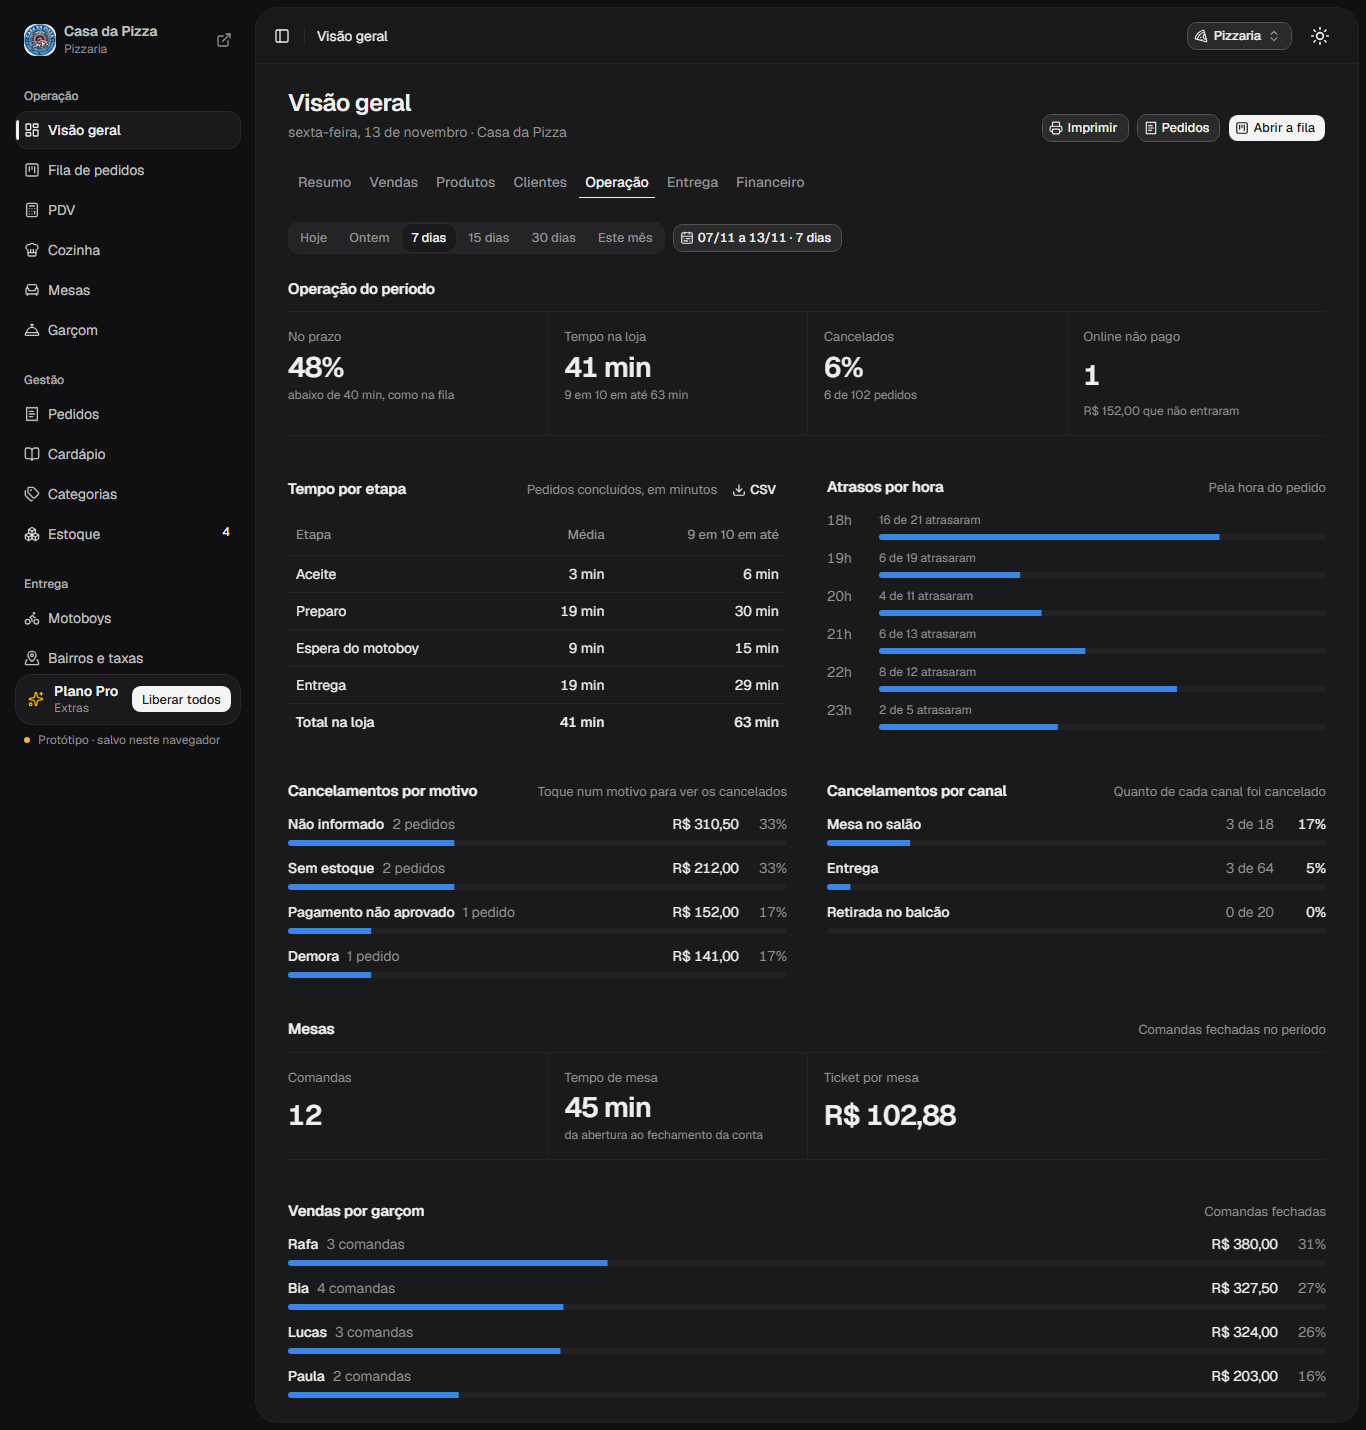 Casa da Pizza
Pizzaria
Operação
Visão geral
Fila de pedidos
PDV
Cozinha
Mesas
Garçom
Gestão
Pedidos
Cardápio
Categorias
Estoque 4
Entrega
Motoboys
Bairros e taxas
Plano Pro
Extras
Liberar todos
Protótipo · salvo neste navegador
Visão geral
Pizzaria
Visão geral
sexta-feira, 13 de novembro · Casa da Pizza
Imprimir Pedidos Abrir a fila
Resumo Vendas Produtos Clientes Operação Entrega Financeiro
Hoje Ontem 7 dias 15 dias 30 dias Este mês 07/11 a 13/11 · 7 dias
Operação do período
No prazo
48%
abaixo de 40 min, como na fila
Tempo na loja
41 min
9 em 10 em até 63 min
Cancelados
6%
6 de 102 pedidos
Online não pago
1
R$ 152,00 que não entraram
Tempo por etapa Pedidos concluídos, em minutos CSV
Etapa Média 9 em 10 em até
Aceite 3 min 6 min
Preparo 19 min 30 min
Espera do motoboy 9 min 15 min
Entrega 19 min 29 min
Total na loja 41 min 63 min
Atrasos por hora Pela hora do pedido
18h 16 de 21 atrasaram
19h 6 de 19 atrasaram
20h 4 de 11 atrasaram
21h 6 de 13 atrasaram
22h 8 de 12 atrasaram
23h 2 de 5 atrasaram
Cancelamentos por motivo Toque num motivo para ver os cancelados
Não informado 2 pedidos R$ 310,50 33%
Sem estoque 2 pedidos R$ 212,00 33%
Pagamento não aprovado 1 pedido R$ 152,00 17%
Demora 1 pedido R$ 141,00 17%
Cancelamentos por canal Quanto de cada canal foi cancelado
Mesa no salão 3 de 18 17%
Entrega 3 de 64 5%
Retirada no balcão 0 de 20 0%
Mesas Comandas fechadas no período
Comandas
12
Tempo de mesa
45 min
da abertura ao fechamento da conta
Ticket por mesa
R$ 102,88
Vendas por garçom Comandas fechadas
Rafa 3 comandas R$ 380,00 31%
Bia 4 comandas R$ 327,50 27%
Lucas 3 comandas R$ 324,00 26%
Paula 2 comandas R$ 203,00 16%